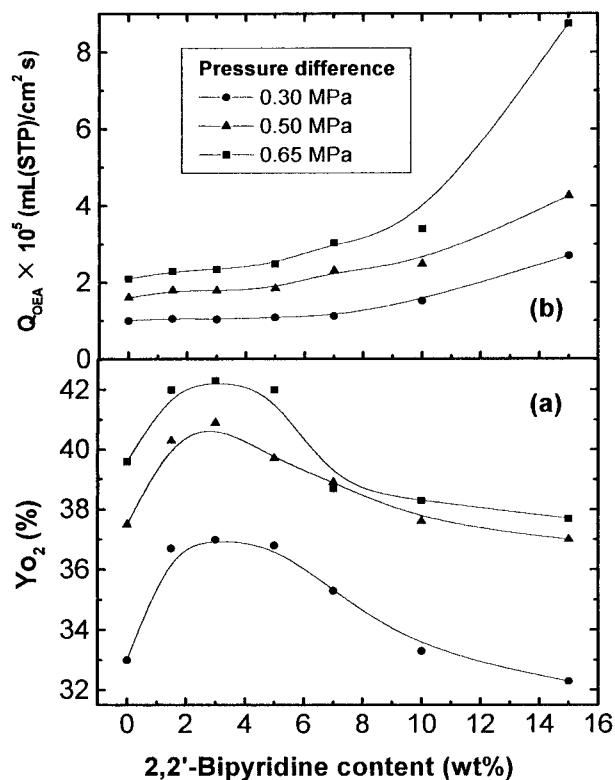 8
6
4
2
0
Q_OEA × 10^5 (mL(STP)/cm^2 s)
Pressure difference
0.30 MPa
0.50 MPa
0.65 MPa
(b)
42
40
38
36
34
32
Yo_2 (%)
(a)
0 2 4 6 8 10 12 14 16
2,2'-Bipyridine content (wt%)